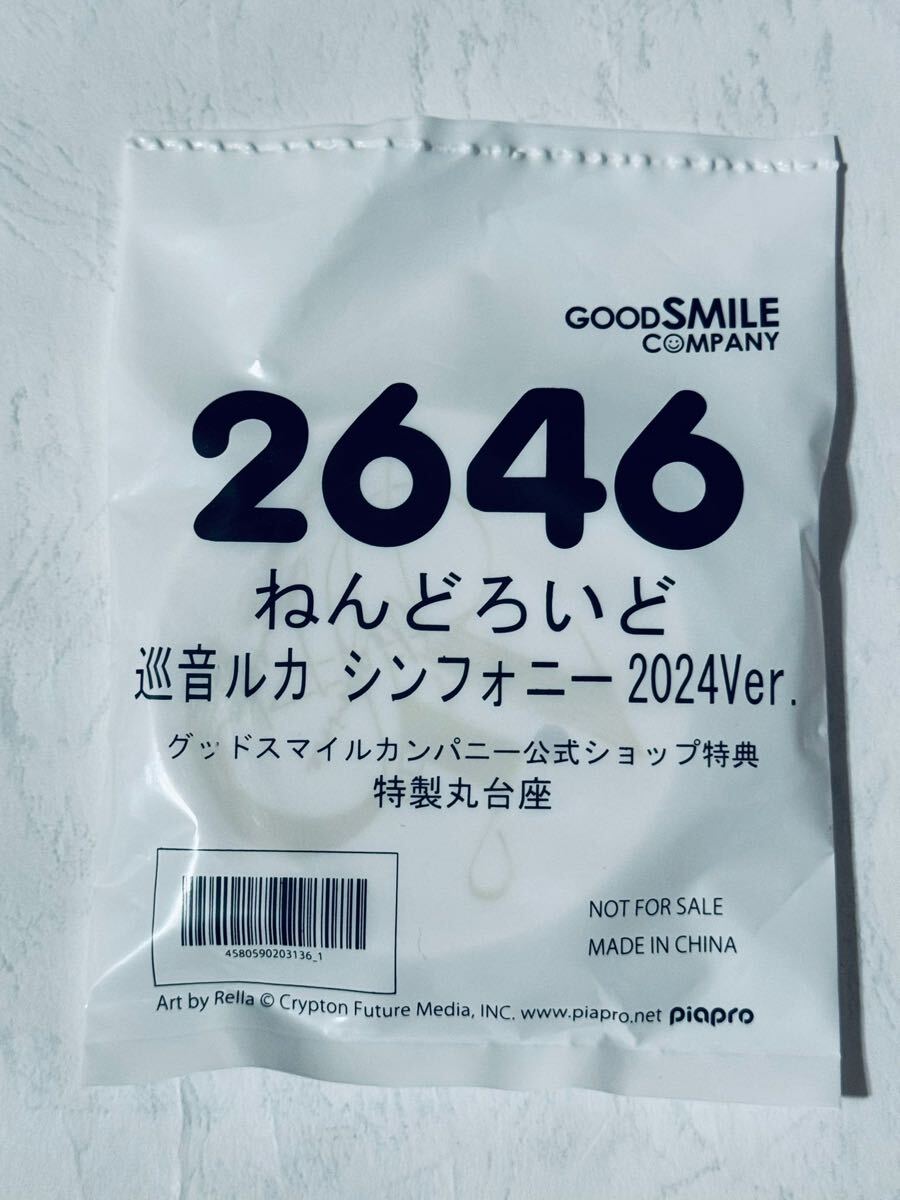 GOODSMILE
COMPANY
2646
ねんどろいど
巡音ルカ シンフォニー 2024Ver.
グッドスマイルカンパニー公式ショップ特典
特製丸台座
4580590203136_1
NOT FOR SALE
MADE IN CHINA
Art by Rella © Crypton Future Media, INC. www.piapro.net piapro